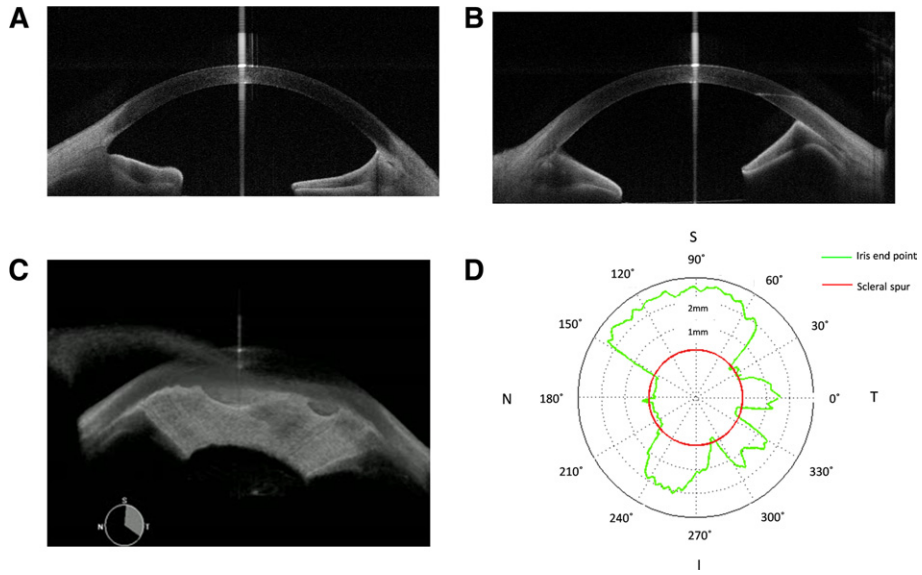 A
B
C
S
N
T
D
S
90°
120°
60°
150°
30°
2mm
1mm
N
180°
0°
T
210°
330°
240°
300°
270°
I
Iris end point
Scleral spur